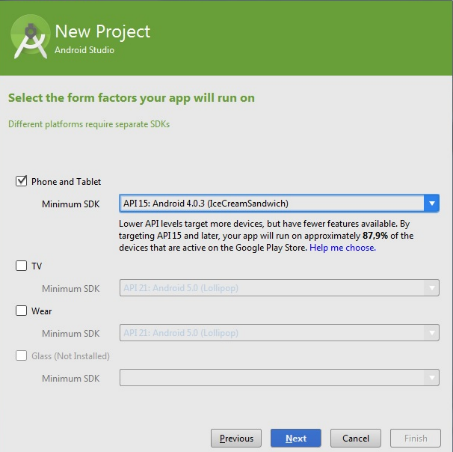 New Project
Android Studio
Select the form factors your app will run on
Different platforms require separate SDKs
Phone and Tablet
Minimum SDK
API 15: Android 4.0.3 (IceCreamSandwich)
Lower API levels target more devices, but have fewer features available. By
targeting API 15 and later, your app will run on approximately 87,9% of the
devices that are active on the Google Play Store. Help me choose.
TV
Minimum SDK
API 21: Android 5.0 (Lollipop)
Wear
Minimum SDK
API 21: Android 5.0 (Lollipop)
Glass (Not Installed)
Minimum SDK
Previous Next Cancel Finish